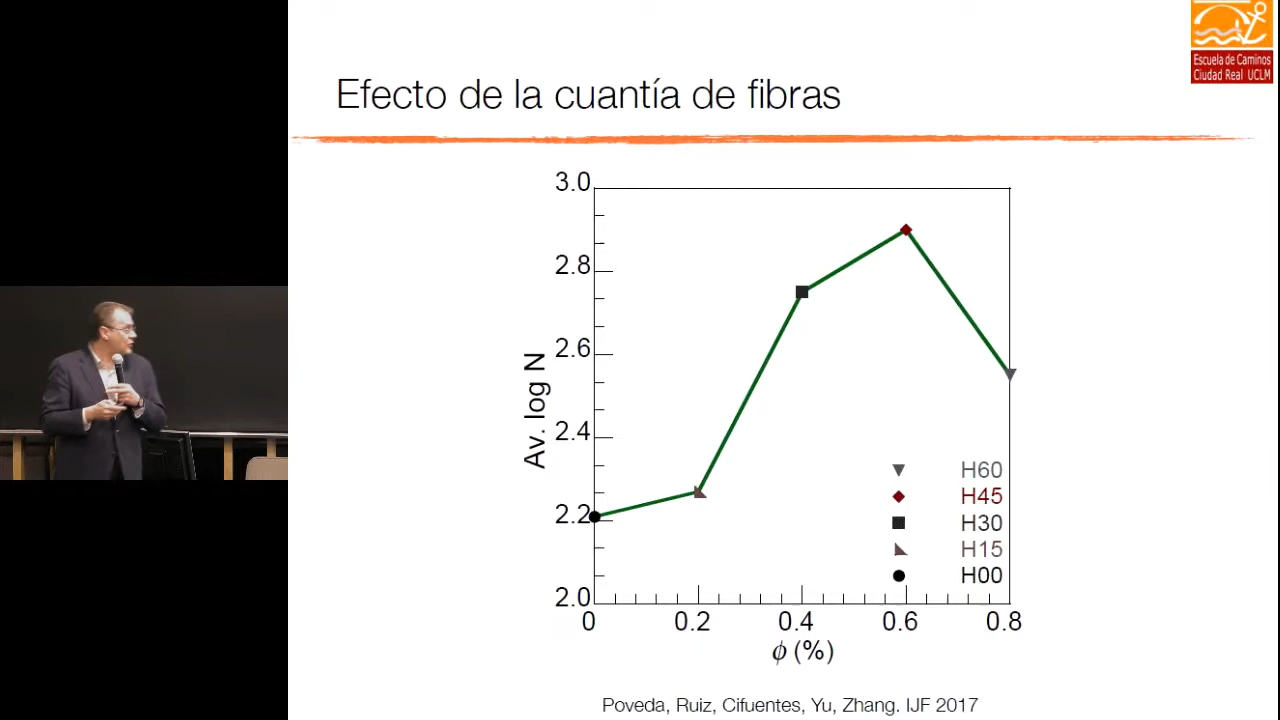 Escuela de Caminos
Ciudad Real UCLM
Efecto de la cuantía de fibras
3.0
2.8
2.6
2.4
2.2
2.0
Av. log N
H60
H45
H30
H15
H00
0 0.2 0.4 0.6 0.8
ϕ (%)
Poveda, Ruiz, Cifuentes, Yu, Zhang. IJF 2017